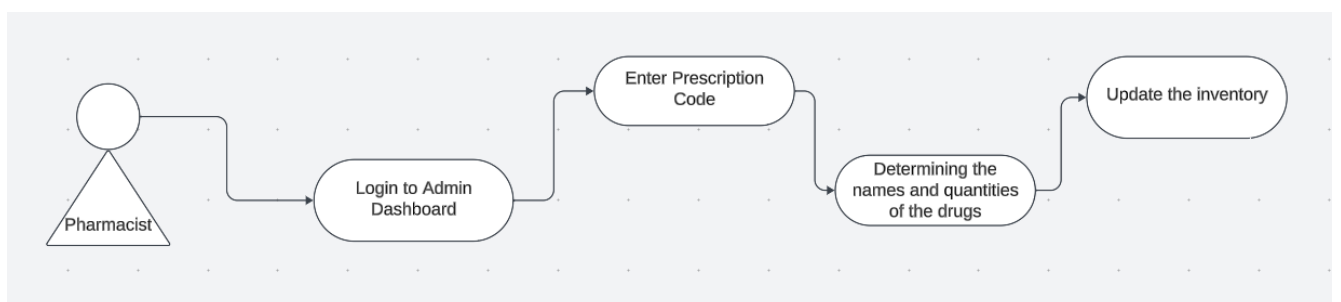 Pharmacist
Login to Admin
Dashboard
Enter Prescription
Code
Determining the
names and quantities
of the drugs
Update the inventory